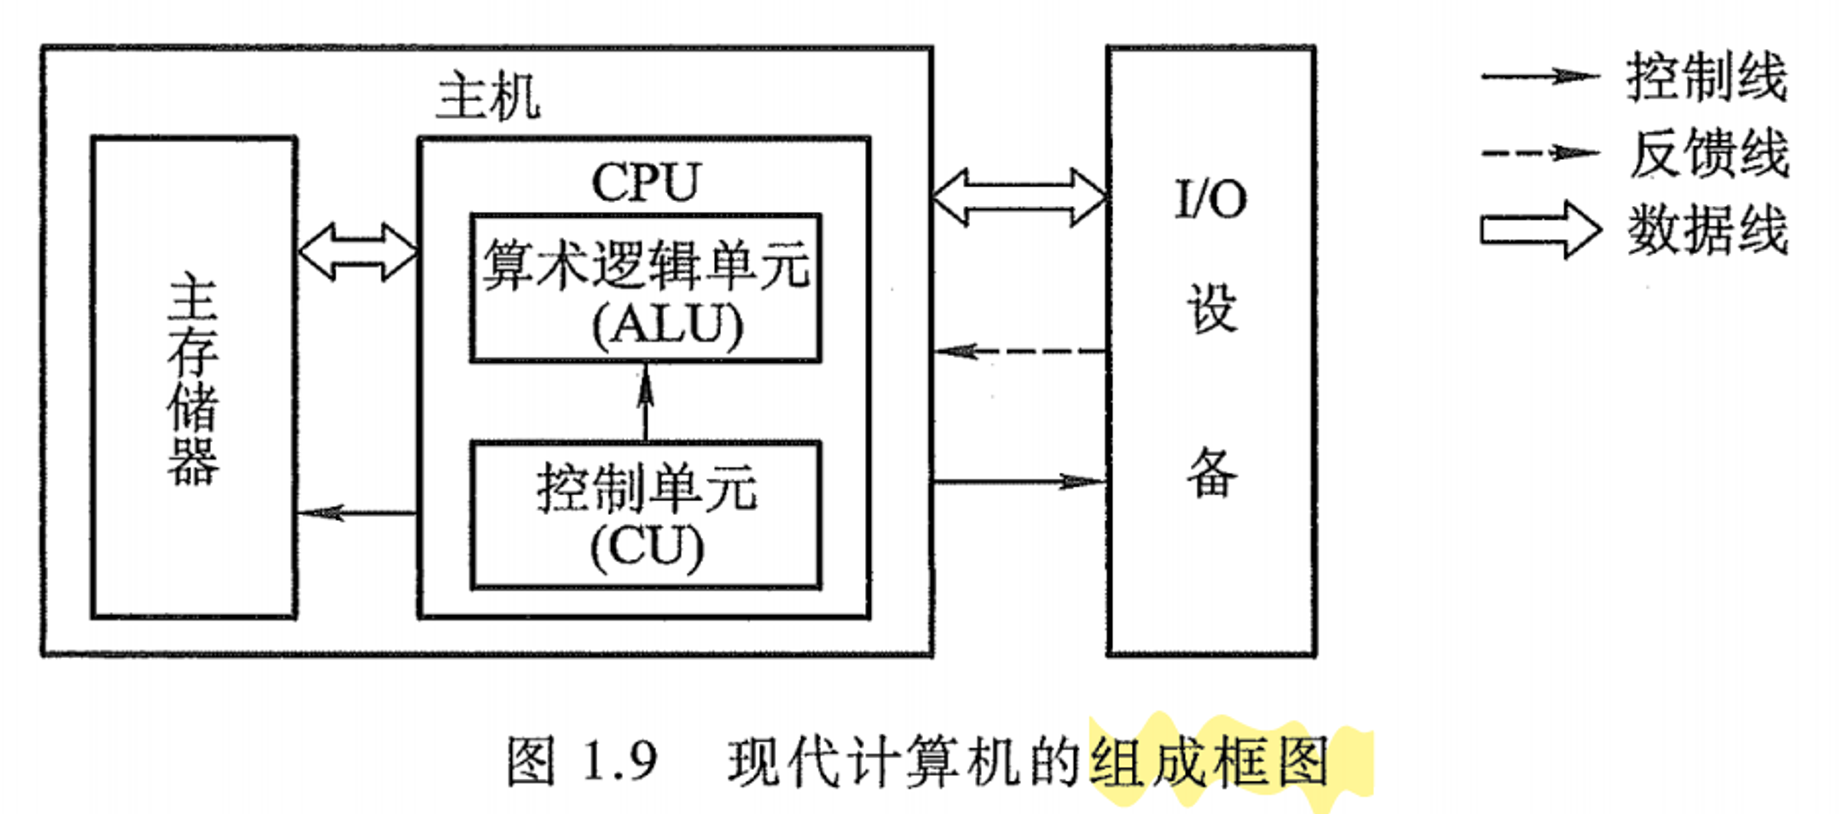 主机
主存储器
CPU
算术逻辑单元
(ALU)
控制单元
(CU)
I/O
设
备
控制线
反馈线
数据线
图 1.9 现代计算机的组成框图